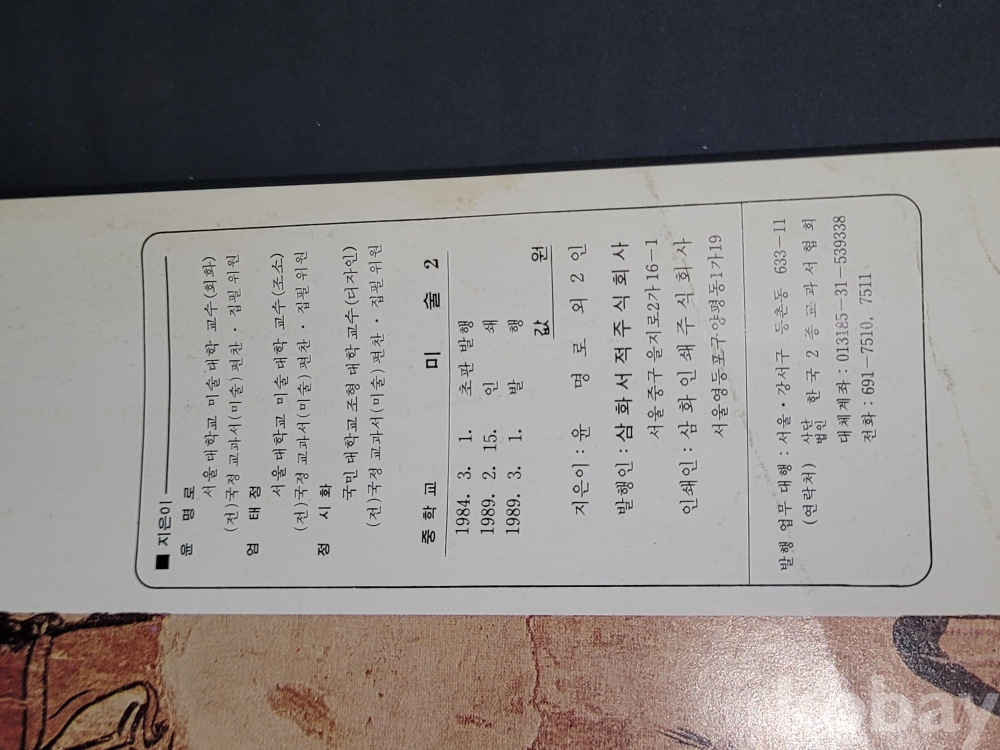 ■ 지은이
윤 명 로
서울대학교 미술대학 교수(회화)
(전)국정 교과서(미술) 편찬·집필위원
엄 태 정
서울대학교 미술대학 교수(조소)
(전)국정 교과서(미술) 편찬·집필위원
정 시 화
국민대학교 조형대학 교수(디자인)
(전)국정 교과서(미술) 편찬·집필위원
중학교 미 술 2
1984. 3. 1. 초판 발행
1989. 2. 15. 인 쇄
1989. 3. 1. 발 행
값 원
지은이 : 윤 명 로 외 2 인
발행인 : 삼화서적주식회사
서울중구을지로2가16-1
인쇄인 : 삼화인쇄주식회사
서울영등포구양평동1가19
발행 업무 대행 : 서울·강서구 등촌동 633-11
(연락처) 사단법인 한국 2 종교과서협회
대체계좌 : 013185-31-539338
전화 : 691-7510, 7511
kobay